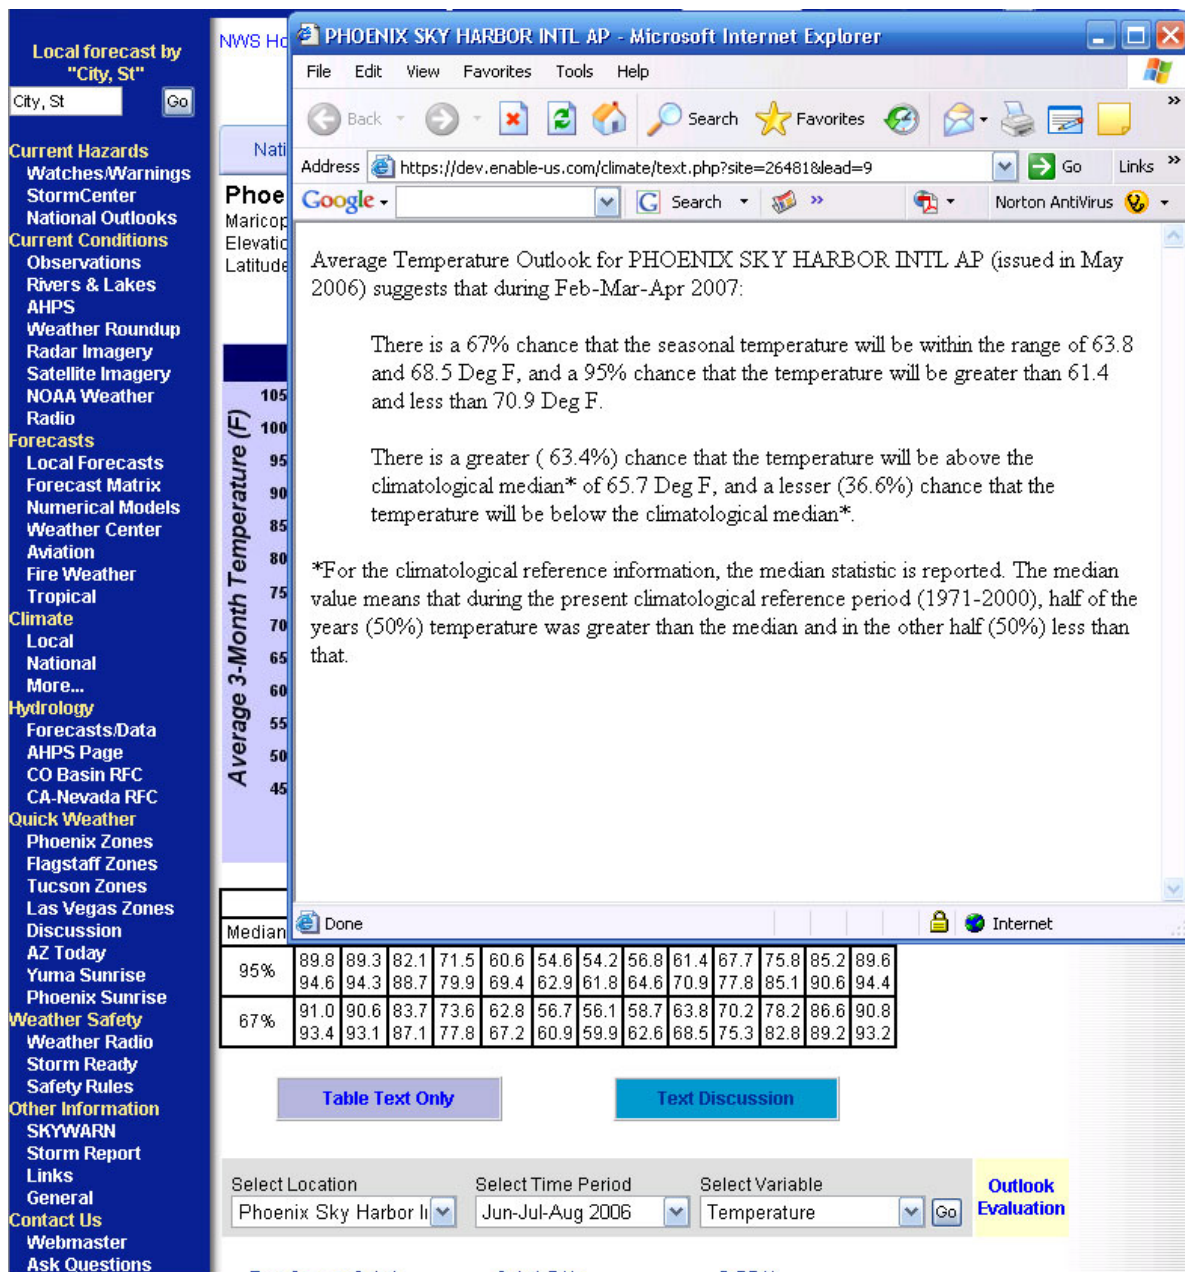 Local forecast by
"City, St"
City, St Go
Current Hazards
Watches/Warnings
StormCenter
National Outlooks
Current Conditions
Observations
Rivers & Lakes
AHPS
Weather Roundup
Radar Imagery
Satellite Imagery
NOAA Weather
Radio
Forecasts
Local Forecasts
Forecast Matrix
Numerical Models
Weather Center
Aviation
Fire Weather
Tropical
Climate
Local
National
More...
Hydrology
Forecasts/Data
AHPS Page
CO Basin RFC
CA-Nevada RFC
Quick Weather
Phoenix Zones
Flagstaff Zones
Tucson Zones
Las Vegas Zones
Discussion
AZ Today
Yuma Sunrise
Phoenix Sunrise
Weather Safety
Weather Radio
Storm Ready
Safety Rules
Other Information
SKYWARN
Storm Report
Links
General
Contact Us
Webmaster
Ask Questions
NWS Ho
Nati
Phoe
Maricop
Elevatio
Latitude
Average 3-Month Temperature (F)
105
100
95
90
85
80
75
70
65
60
55
50
45
PHOENIX SKY HARBOR INTL AP - Microsoft Internet Explorer
File Edit View Favorites Tools Help
Back Search Favorites »
Address https://dev.enable-us.com/climate/text.php?site=26481&lead=9 Go Links »
Google G Search » Norton AntiVirus
Average Temperature Outlook for PHOENIX SKY HARBOR INTL AP (issued in May
2006) suggests that during Feb-Mar-Apr 2007:
There is a 67% chance that the seasonal temperature will be within the range of 63.8
and 68.5 Deg F, and a 95% chance that the temperature will be greater than 61.4
and less than 70.9 Deg F.
There is a greater ( 63.4%) chance that the temperature will be above the
climatological median* of 65.7 Deg F, and a lesser (36.6%) chance that the
temperature will be below the climatological median*.
*For the climatological reference information, the median statistic is reported. The median
value means that during the present climatological reference period (1971-2000), half of the
years (50%) temperature was greater than the median and in the other half (50%) less than
that.
Done Internet
Median
95% 89.8 89.3 82.1 71.5 60.6 54.6 54.2 56.8 61.4 67.7 75.8 85.2 89.6
94.6 94.3 88.7 79.9 69.4 62.9 61.8 64.6 70.9 77.8 85.1 90.6 94.4
67% 91.0 90.6 83.7 73.6 62.8 56.7 56.1 58.7 63.8 70.2 78.2 86.6 90.8
93.4 93.1 87.1 77.8 67.2 60.9 59.9 62.6 68.5 75.3 82.8 89.2 93.2
Table Text Only Text Discussion
Select Location Select Time Period Select Variable
Phoenix Sky Harbor I Jun-Jul-Aug 2006 Temperature Go
Outlook
Evaluation